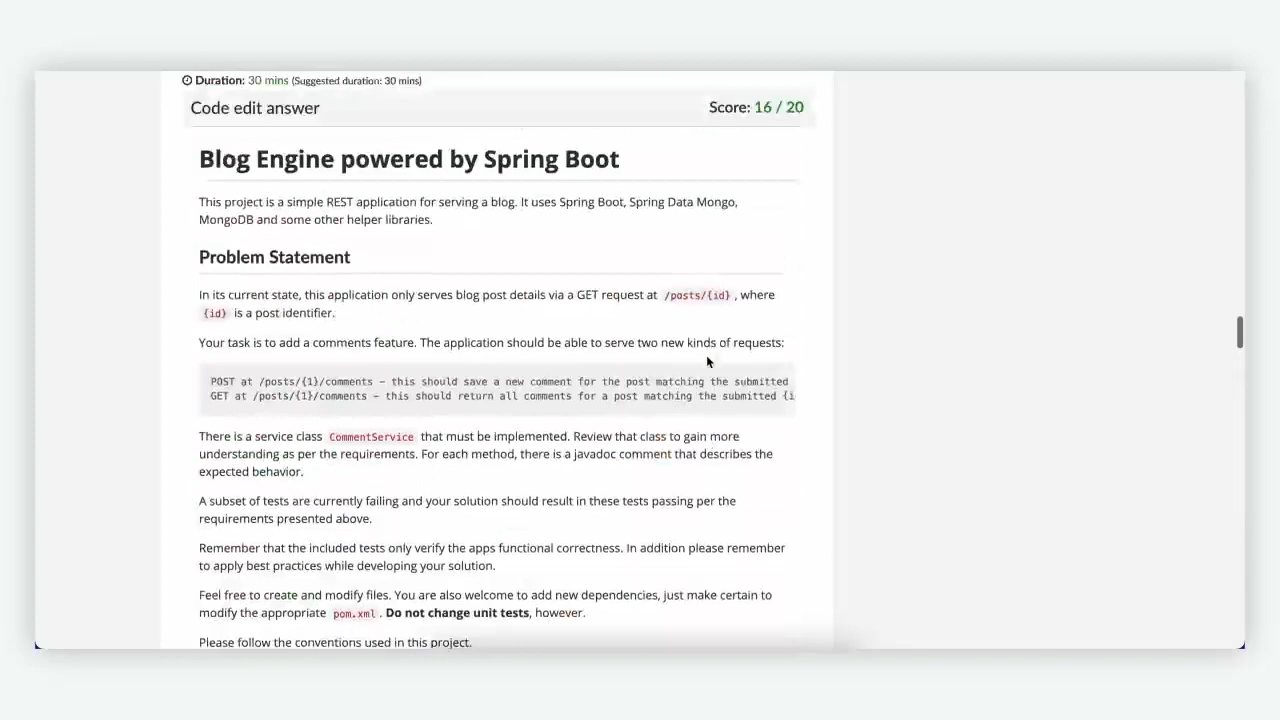 Duration: 30 mins (Suggested duration: 30 mins)
Code edit answer
Score: 16 / 20
Blog Engine powered by Spring Boot
This project is a simple REST application for serving a blog. It uses Spring Boot, Spring Data Mongo,
MongoDB and some other helper libraries.
Problem Statement
In its current state, this application only serves blog post details via a GET request at /posts/{id} , where
{id} is a post identifier.
Your task is to add a comments feature. The application should be able to serve two new kinds of requests:
POST at /posts/{1}/comments – this should save a new comment for the post matching the submitted
GET at /posts/{1}/comments – this should return all comments for a post matching the submitted {i
There is a service class CommentService that must be implemented. Review that class to gain more
understanding as per the requirements. For each method, there is a javadoc comment that describes the
expected behavior.
A subset of tests are currently failing and your solution should result in these tests passing per the
requirements presented above.
Remember that the included tests only verify the apps functional correctness. In addition please remember
to apply best practices while developing your solution.
Feel free to create and modify files. You are also welcome to add new dependencies, just make certain to
modify the appropriate pom.xml . Do not change unit tests, however.
Please follow the conventions used in this project.